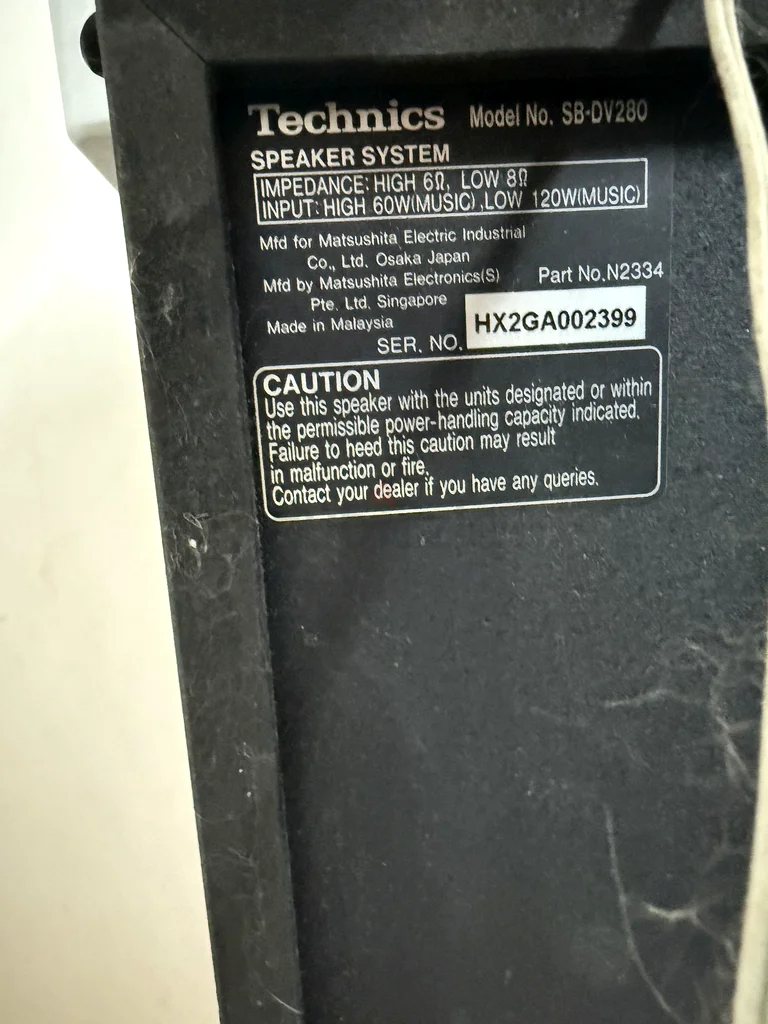 Technics Model No. SB-DV280
SPEAKER SYSTEM
IMPEDANCE: HIGH 6Ω, LOW 8Ω
INPUT: HIGH 60W(MUSIC), LOW 120W(MUSIC)
Mfd for Matsushita Electric Industrial
Co., Ltd. Osaka Japan
Mfd by Matsushita Electronics(S) Part No.N2334
Pte. Ltd. Singapore
Made in Malaysia
SER. NO. HX2GA002399
CAUTION
Use this speaker with the units designated or within
the permissible power-handling capacity indicated.
Failure to heed this caution may result
in malfunction or fire.
Contact your dealer if you have any queries.